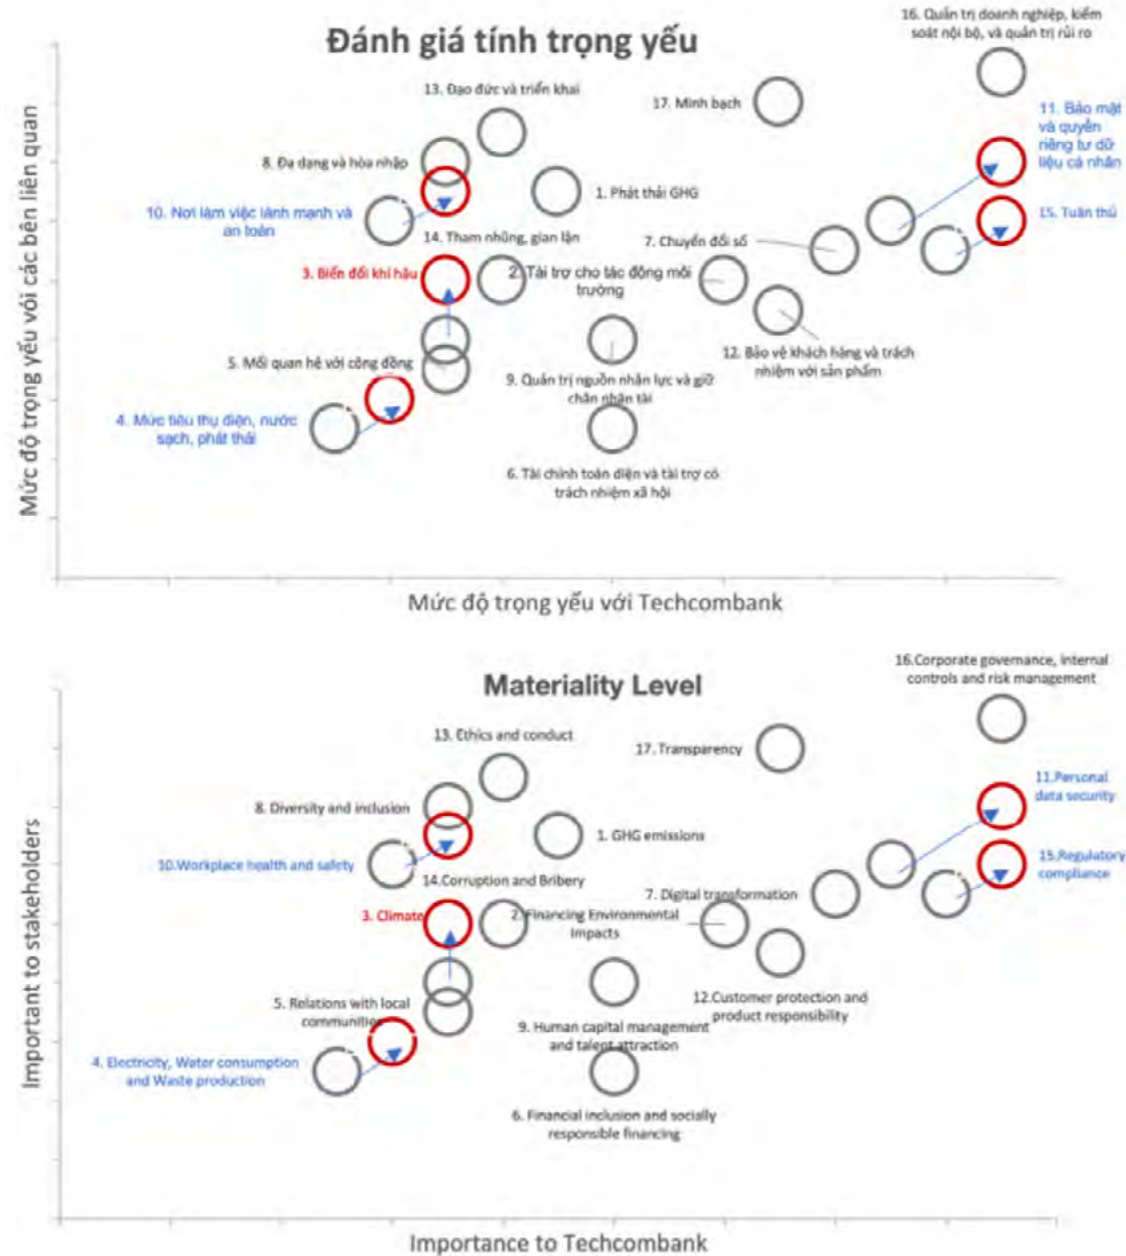 16. Quản trị doanh nghiệp, kiểm
soát nội bộ, và quản trị rủi ro
Đánh giá tính trọng yếu
13. Đạo đức và triển khai
17. Minh bạch
11. Bảo mật
và quyền
riêng tư dữ
liệu cá nhân
8. Đa dạng và hòa nhập
1. Phát thải GHG
10. Nơi làm việc lành mạnh và
an toàn
15. Tuân thủ
14. Tham nhũng, gian lận
7. Chuyển đổi số
3. Biến đổi khí hậu
2. Tài trợ cho tác động môi
trường
5. Mối quan hệ với cộng đồng
12. Bảo vệ khách hàng và trách
nhiệm với sản phẩm
9. Quản trị nguồn nhân lực và giữ
chân nhân tài
4. Mức tiêu thụ điện, nước
sạch, phát thải
6. Tài chính toàn diện và tài trợ có
trách nhiệm xã hội
Mức độ trọng yếu với các bên liên quan
Mức độ trọng yếu với Techcombank
16.Corporate governance, internal
controls and risk management
Materiality Level
13. Ethics and conduct
17. Transparency
11.Personal
data security
8. Diversity and inclusion
1. GHG emissions
10.Workplace health and safety
15.Regulatory
compliance
14.Corruption and Bribery
7. Digital transformation
3. Climate
2. Financing Environmental
Impacts
5. Relations with local
communities
12.Customer protection and
product responsibility
9. Human capital management
and talent attraction
4. Electricity, Water consumption
and Waste production
6. Financial inclusion and socially
responsible financing
Important to stakeholders
Importance to Techcombank